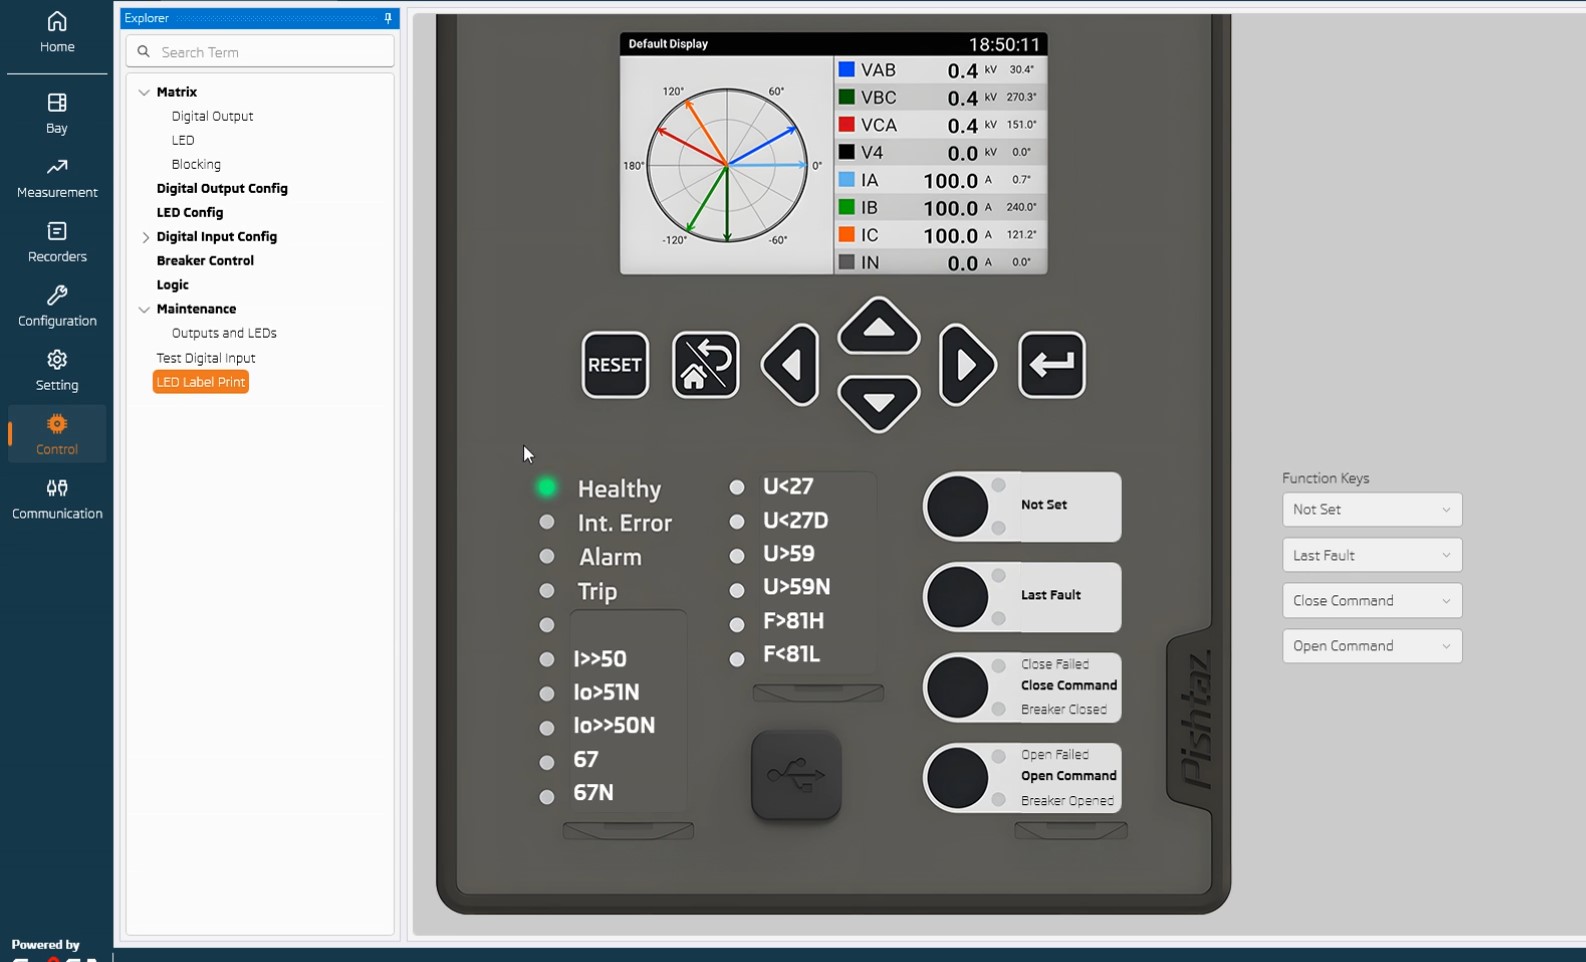 Home
Bay
Measurement
Recorders
Configuration
Setting
Control
Communication
Powered by
Explorer
Search Term
Matrix
Digital Output
LED
Blocking
Digital Output Config
LED Config
Digital Input Config
Breaker Control
Logic
Maintenance
Outputs and LEDs
Test Digital Input
LED Label Print
Default Display 18:50:11
120° 60°
180° 0°
-120° -60°
VAB 0.4 kV 30.4°
VBC 0.4 kV 270.3°
VCA 0.4 kV 151.0°
V4 0.0 kV 0.0°
IA 100.0 A 0.7°
IB 100.0 A 240.0°
IC 100.0 A 121.2°
IN 0.0 A 0.0°
RESET
Healthy
Int. Error
Alarm
Trip
I>>50
Io>51N
Io>>50N
67
67N
U<27
U<27D
U>59
U>59N
F>81H
F<81L
Not Set
Last Fault
Close Failed
Close Command
Breaker Closed
Open Failed
Open Command
Breaker Opened
Pishtaz
Function Keys
Not Set
Last Fault
Close Command
Open Command